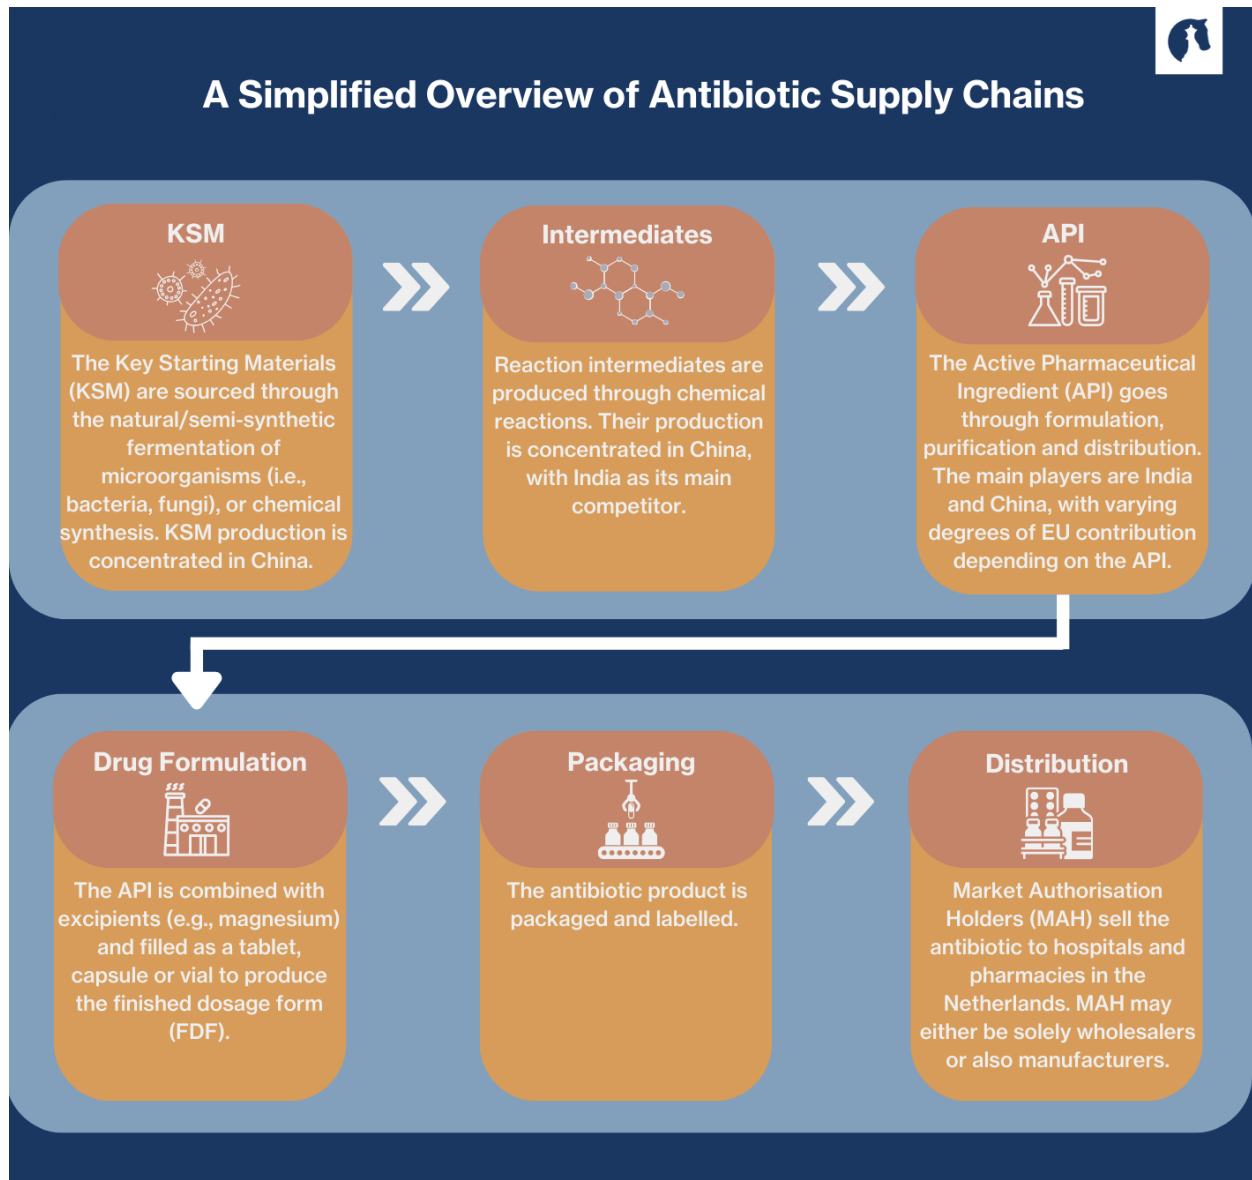 A Simplified Overview of Antibiotic Supply Chains
KSM
The Key Starting Materials
(KSM) are sourced through
the natural/semi-synthetic
fermentation of
microorganisms (i.e.,
bacteria, fungi), or chemical
synthesis. KSM production is
concentrated in China.
Intermediates
Reaction intermediates are
produced through chemical
reactions. Their production
is concentrated in China,
with India as its main
competitor.
API
The Active Pharmaceutical
Ingredient (API) goes
through formulation,
purification and distribution.
The main players are India
and China, with varying
degrees of EU contribution
depending on the API.
Drug Formulation
The API is combined with
excipients (e.g., magnesium)
and filled as a tablet,
capsule or vial to produce
the finished dosage form
(FDF).
Packaging
The antibiotic product is
packaged and labelled.
Distribution
Market Authorisation
Holders (MAH) sell the
antibiotic to hospitals and
pharmacies in the
Netherlands. MAH may
either be solely wholesalers
or also manufacturers.